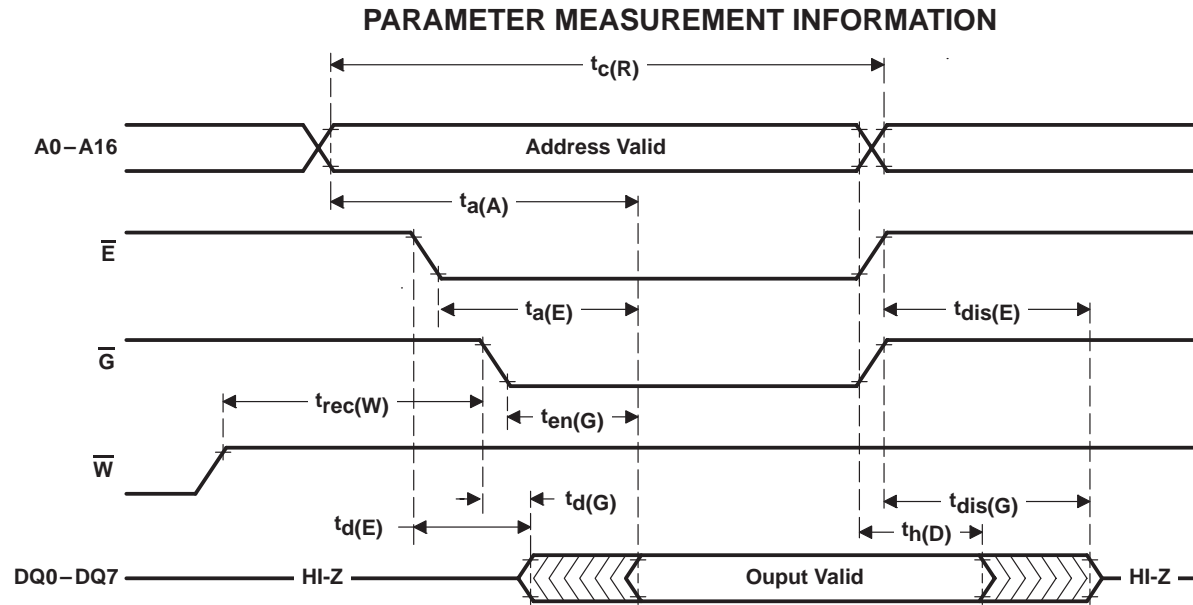 PARAMETER MEASUREMENT INFORMATION
tc(R)
A0–A16
Address Valid
ta(A)
E
ta(E)
tdis(E)
G
trec(W)
ten(G)
W
td(G)
tdis(G)
td(E)
th(D)
DQ0–DQ7
HI-Z
Ouput Valid
HI-Z